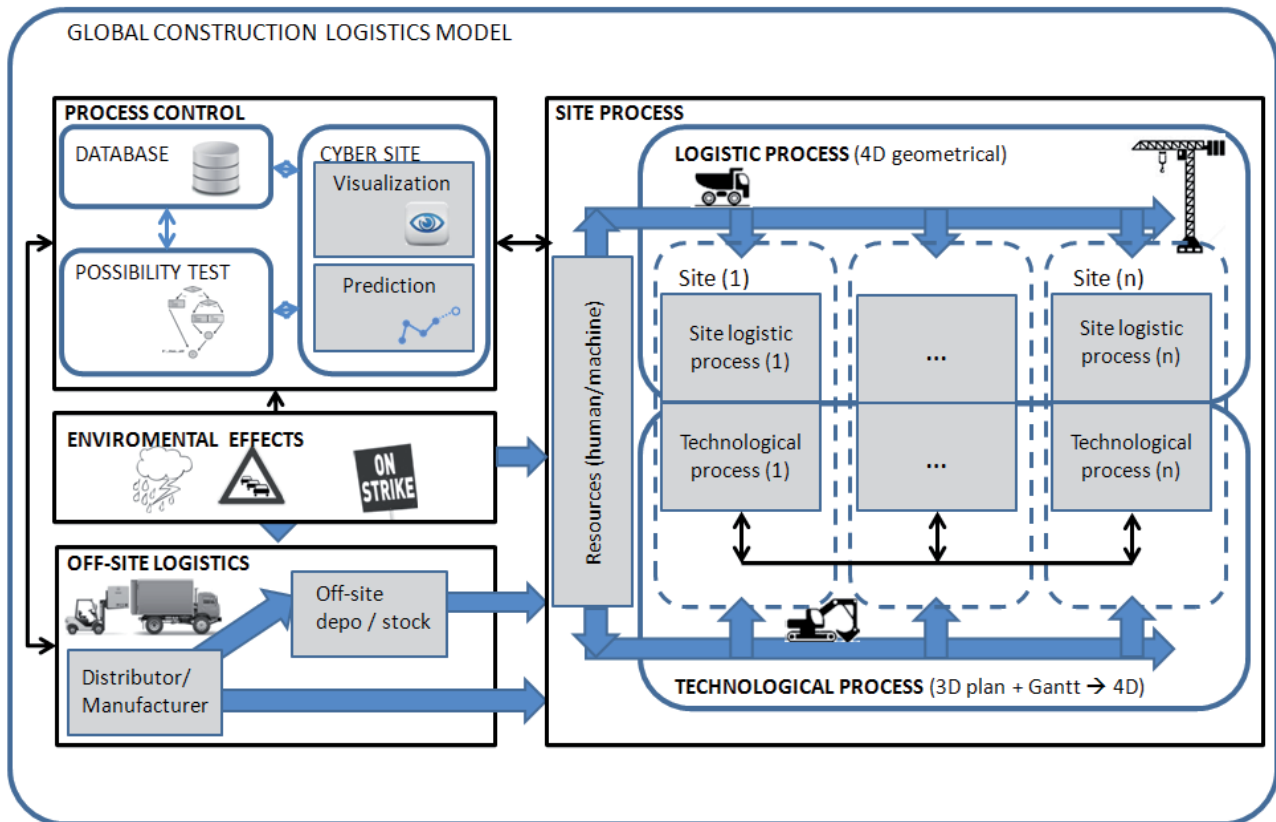 GLOBAL CONSTRUCTION LOGISTICS MODEL
PROCESS CONTROL
DATABASE
CYBER SITE
Visualization
POSSIBILITY TEST
Prediction
ENVIROMENTAL EFFECTS
ON
STRIKE
OFF-SITE LOGISTICS
Off-site
depo / stock
Distributor/
Manufacturer
SITE PROCESS
LOGISTIC PROCESS (4D geometrical)
Resources (human/machine)
Site (1)
Site logistic
process (1)
Technological
process (1)
...
...
Site (n)
Site logistic
process (n)
Technological
process (n)
TECHNOLOGICAL PROCESS (3D plan + Gantt → 4D)